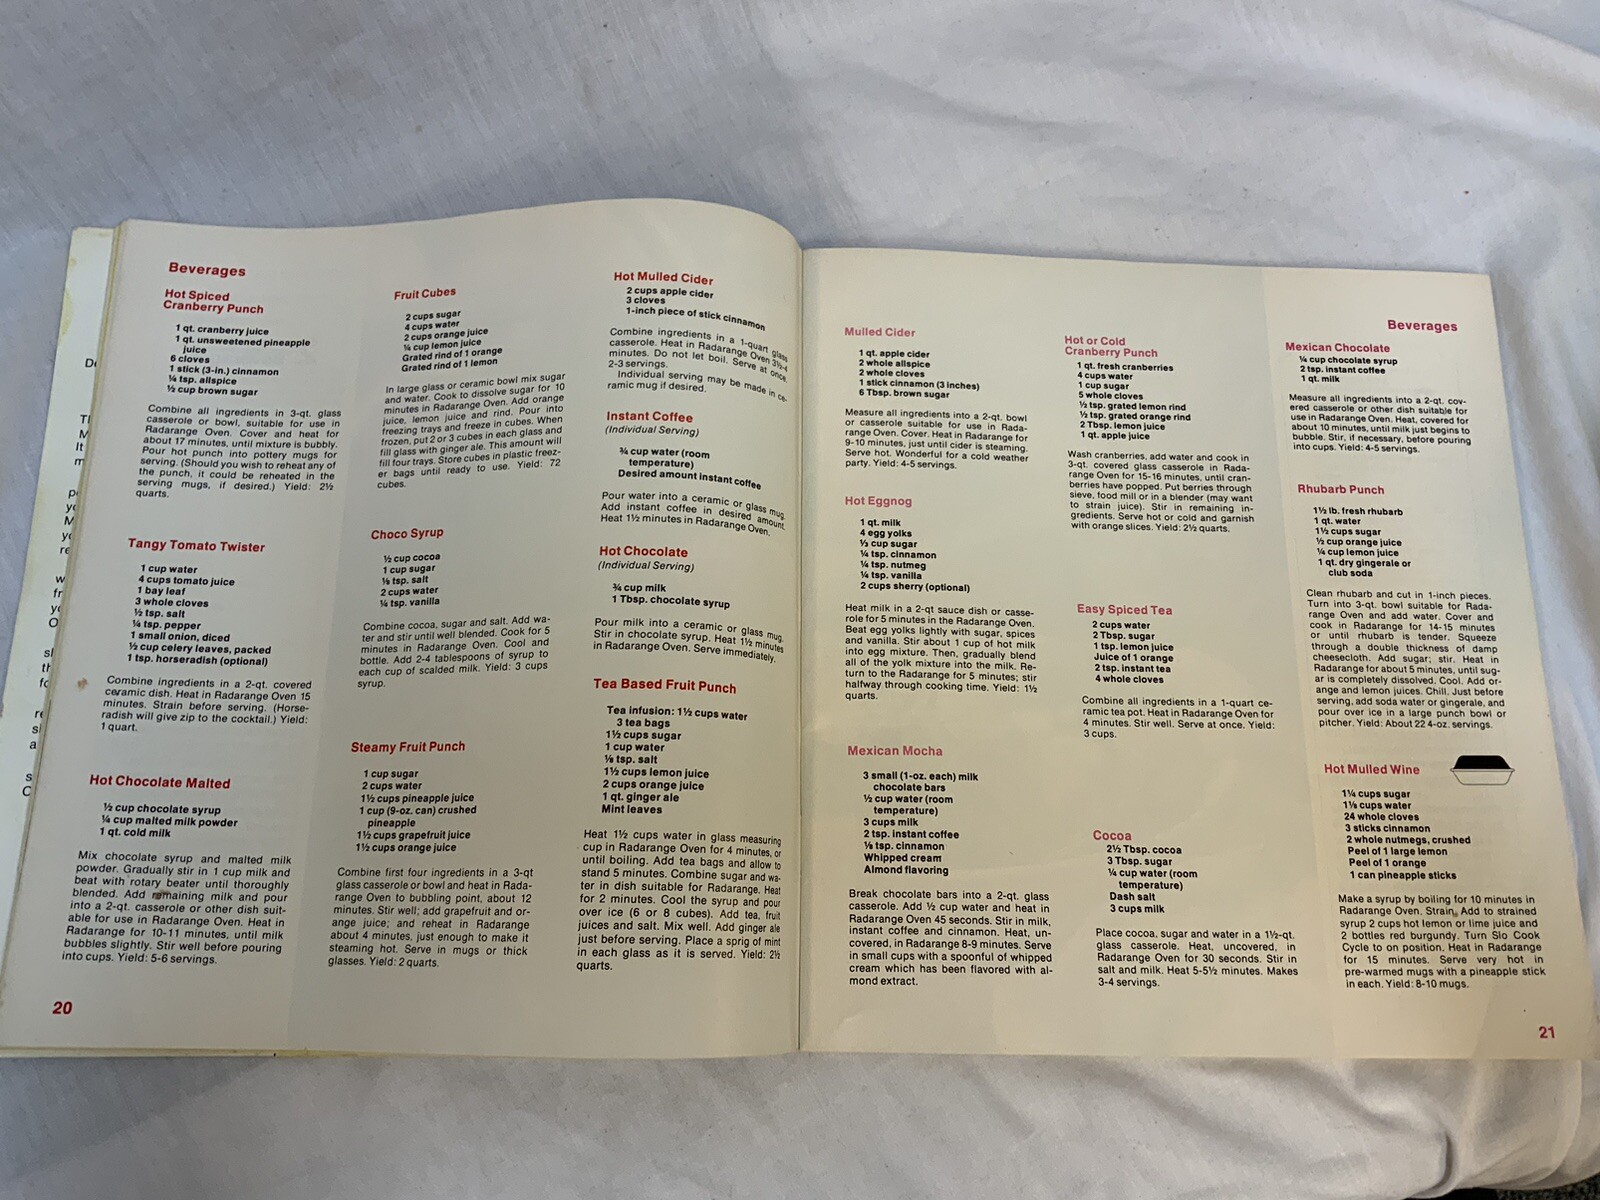 Beverages
Hot Spiced
Cranberry Punch
1 qt. cranberry juice
1 qt. unsweetened pineapple
juice
6 cloves
1 stick (3-in.) cinnamon
¼ tsp. allspice
½ cup brown sugar
Combine all ingredients in 3-qt. glass
casserole or bowl, suitable for use in
Radarange Oven. Cover and heat for
about 17 minutes, until mixture is bubbly.
Pour hot punch into pottery mugs for
serving. (Should you wish to reheat any of
the punch, it could be reheated in the
serving mugs, if desired.) Yield: 2½
quarts.
Tangy Tomato Twister
1 cup water
4 cups tomato juice
1 bay leaf
3 whole cloves
½ tsp. salt
¼ tsp. pepper
1 small onion, diced
½ cup celery leaves, packed
1 tsp. horseradish (optional)
Combine ingredients in a 2-qt. covered
ceramic dish. Heat in Radarange Oven 15
minutes. Strain before serving. (Horse-
radish will give zip to the cocktail.) Yield:
1 quart.
Hot Chocolate Malted
½ cup chocolate syrup
¼ cup malted milk powder
1 qt. cold milk
Mix chocolate syrup and malted milk
powder. Gradually stir in 1 cup milk and
beat with rotary beater until thoroughly
blended. Add remaining milk and pour
into a 2-qt. casserole or other dish suit-
able for use in Radarange Oven. Heat in
Radarange for 10-11 minutes, until milk
bubbles slightly. Stir well before pouring
into cups. Yield: 5-6 servings.
20
Fruit Cubes
2 cups sugar
4 cups water
2 cups orange juice
¼ cup lemon juice
Grated rind of 1 orange
Grated rind of 1 lemon
In large glass or ceramic bowl mix sugar
and water. Cook to dissolve sugar for 10
minutes in Radarange Oven. Add orange
juice, lemon juice and rind. Pour into
freezing trays and freeze in cubes. When
frozen, put 2 or 3 cubes in each glass and
fill glass with ginger ale. This amount will
fill four trays. Store cubes in plastic freez-
er bags until ready to use. Yield: 72
cubes.
Choco Syrup
½ cup cocoa
1 cup sugar
⅛ tsp. salt
2 cups water
¼ tsp. vanilla
Combine cocoa, sugar and salt. Add wa-
ter and stir until well blended. Cook for 5
minutes in Radarange Oven. Cool and
bottle. Add 2-4 tablespoons of syrup to
each cup of scalded milk. Yield: 3 cups
syrup.
Steamy Fruit Punch
1 cup sugar
2 cups water
1½ cups pineapple juice
1 cup (9-oz. can) crushed
pineapple
1½ cups grapefruit juice
1½ cups orange juice
Combine first four ingredients in a 3-qt
glass casserole or bowl and heat in Rada-
range Oven to bubbling point, about 12
minutes. Stir well; add grapefruit and or-
ange juice; and reheat in Radarange
about 4 minutes, just enough to make it
steaming hot. Serve in mugs or thick
glasses. Yield: 2 quarts.
Hot Mulled Cider
2 cups apple cider
3 cloves
1-inch piece of stick cinnamon
Combine ingredients in a 1-quart glass
casserole. Heat in Radarange Oven 3½-4
minutes. Do not let boil. Serve at once.
2-3 servings.
Individual serving may be made in ce-
ramic mug if desired.
Instant Coffee
(Individual Serving)
¾ cup water (room
temperature)
Desired amount instant coffee
Pour water into a ceramic or glass mug.
Add instant coffee in desired amount.
Heat 1½ minutes in Radarange Oven.
Hot Chocolate
(Individual Serving)
¾ cup milk
1 Tbsp. chocolate syrup
Pour milk into a ceramic or glass mug.
Stir in chocolate syrup. Heat 1½ minutes
in Radarange Oven. Serve immediately.
Tea Based Fruit Punch
Tea infusion: 1½ cups water
3 tea bags
1½ cups sugar
1 cup water
⅛ tsp. salt
1½ cups lemon juice
2 cups orange juice
1 qt. ginger ale
Mint leaves
Heat 1½ cups water in glass measuring
cup in Radarange Oven for 4 minutes, or
until boiling. Add tea bags and allow to
stand 5 minutes. Combine sugar and wa-
ter in dish suitable for Radarange. Heat
for 2 minutes. Cool the syrup and pour
over ice (6 or 8 cubes). Add tea, fruit
juices and salt. Mix well. Add ginger ale
just before serving. Place a sprig of mint
in each glass as it is served. Yield: 2½
quarts.
Mulled Cider
1 qt. apple cider
2 whole allspice
2 whole cloves
1 stick cinnamon (3 inches)
6 Tbsp. brown sugar
Measure all ingredients into a 2-qt. bowl
or casserole suitable for use in Rada-
range Oven. Cover. Heat in Radarange for
9-10 minutes, just until cider is steaming.
Serve hot. Wonderful for a cold weather
party. Yield: 4-5 servings.
Hot Eggnog
1 qt. milk
4 egg yolks
⅓ cup sugar
¼ tsp. cinnamon
¼ tsp. nutmeg
¼ tsp. vanilla
2 cups sherry (optional)
Heat milk in a 2-qt sauce dish or casse-
role for 5 minutes in the Radarange Oven.
Beat egg yolks lightly with sugar, spices
and vanilla. Stir about 1 cup of hot milk
into egg mixture. Then, gradually blend
all of the yolk mixture into the milk. Re-
turn to the Radarange for 5 minutes; stir
halfway through cooking time. Yield: 1½
quarts.
Mexican Mocha
3 small (1-oz. each) milk
chocolate bars
½ cup water (room
temperature)
3 cups milk
2 tsp. instant coffee
⅛ tsp. cinnamon
Whipped cream
Almond flavoring
Break chocolate bars into a 2-qt. glass
casserole. Add ½ cup water and heat in
Radarange Oven 45 seconds. Stir in milk,
instant coffee and cinnamon. Heat, un-
covered, in Radarange 8-9 minutes. Serve
in small cups with a spoonful of whipped
cream which has been flavored with al-
mond extract.
Hot or Cold
Cranberry Punch
1 qt. fresh cranberries
4 cups water
1 cup sugar
5 whole cloves
½ tsp. grated lemon rind
½ tsp. grated orange rind
2 Tbsp. lemon juice
1 qt. apple juice
Wash cranberries, add water and cook in
3-qt. covered glass casserole in Rada-
range Oven for 15-16 minutes, until cran-
berries have popped. Put berries through
sieve, food mill or in a blender (may want
to strain juice). Stir in remaining in-
gredients. Serve hot or cold and garnish
with orange slices. Yield: 2½ quarts.
Easy Spiced Tea
2 cups water
2 Tbsp. sugar
1 tsp. lemon juice
Juice of 1 orange
2 tsp. instant tea
4 whole cloves
Combine all ingredients in a 1-quart ce-
ramic tea pot. Heat in Radarange Oven for
4 minutes. Stir well. Serve at once. Yield:
3 cups.
Cocoa
2½ Tbsp. cocoa
3 Tbsp. sugar
¼ cup water (room
temperature)
Dash salt
3 cups milk
Place cocoa, sugar and water in a 1½-qt.
glass casserole. Heat, uncovered, in
Radarange Oven for 30 seconds. Stir in
salt and milk. Heat 5-5½ minutes. Makes
3-4 servings.
Beverages
Mexican Chocolate
¼ cup chocolate syrup
2 tsp. instant coffee
1 qt. milk
Measure all ingredients into a 2-qt. cov-
ered casserole or other dish suitable for
use in Radarange Oven. Heat, covered for
about 10 minutes, until milk just begins to
bubble. Stir, if necessary, before pouring
into cups. Yield: 4-5 servings.
Rhubarb Punch
1½ lb. fresh rhubarb
1 qt. water
1½ cups sugar
½ cup orange juice
¼ cup lemon juice
1 qt. dry gingerale or
club soda
Clean rhubarb and cut in 1-inch pieces.
Turn into 3-qt. bowl suitable for Rada-
range Oven and add water. Cover and
cook in Radarange for 14-15 minutes
or until rhubarb is tender. Squeeze
through a double thickness of damp
cheesecloth. Add sugar; stir. Heat in
Radarange for about 5 minutes, until sug-
ar is completely dissolved. Cool. Add or-
ange and lemon juices. Chill. Just before
serving, add soda water or gingerale, and
pour over ice in a large punch bowl or
pitcher. Yield: About 22 4-oz. servings.
Hot Mulled Wine
1¼ cups sugar
1⅛ cups water
24 whole cloves
3 sticks cinnamon
2 whole nutmegs, crushed
Peel of 1 large lemon
Peel of 1 orange
1 can pineapple sticks
Make a syrup by boiling for 10 minutes in
Radarange Oven. Strain. Add to strained
syrup 2 cups hot lemon or lime juice and
2 bottles red burgundy. Turn Slo Cook
Cycle to on position. Heat in Radarange
for 15 minutes. Serve very hot in
pre-warmed mugs with a pineapple stick
in each. Yield: 8-10 mugs.
21